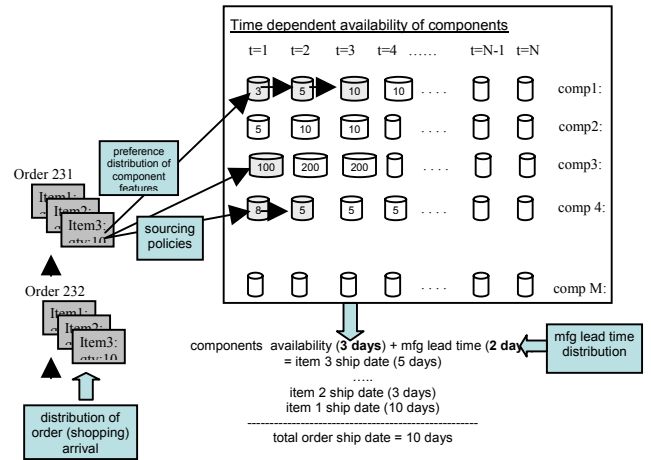 Time dependent availability of components
t=1 t=2 t=3 t=4 …… t=N-1 t=N
3 5 10 10 . . . . comp1:
5 10 10 . . . . comp2:
100 200 200 . . . . comp3:
8 5 5 5 . . . . comp 4:
. . . . comp M:
preference
distribution of
component
features
sourcing
policies
Order 231
Item1:
Item2:
Item3:
qty:10
Order 232
Item1:
Item2:
Item3:
qty:10
distribution of
order (shopping)
arrival
components availability (3 days) + mfg lead time (2 day
= item 3 ship date (5 days)
…..
item 2 ship date (3 days)
item 1 ship date (10 days)
--------------------------------------------------
total order ship date = 10 days
mfg lead time
distribution